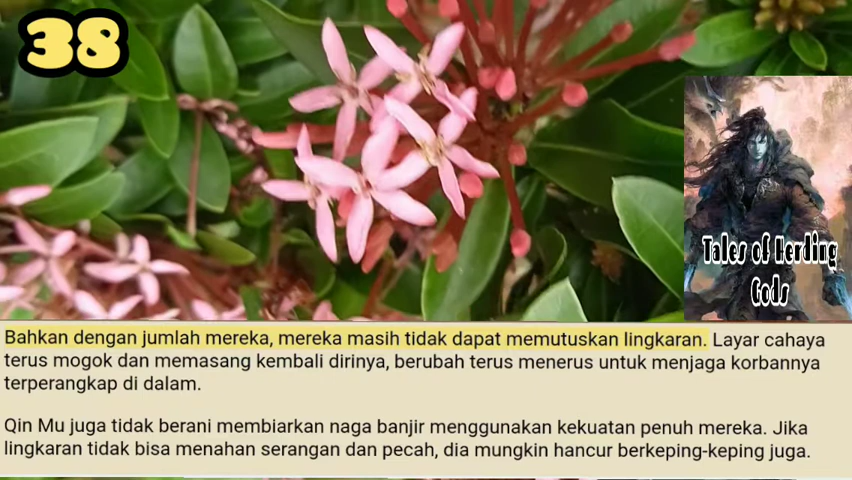 38
Tales of Herding
Gods
Bahkan dengan jumlah mereka, mereka masih tidak dapat memutuskan lingkaran. Layar cahaya
terus mogok dan memasang kembali dirinya, berubah terus menerus untuk menjaga korbannya
terperangkap di dalam.
Qin Mu juga tidak berani membiarkan naga banjir menggunakan kekuatan penuh mereka. Jika
lingkaran tidak bisa menahan serangan dan pecah, dia mungkin hancur berkeping-keping juga.